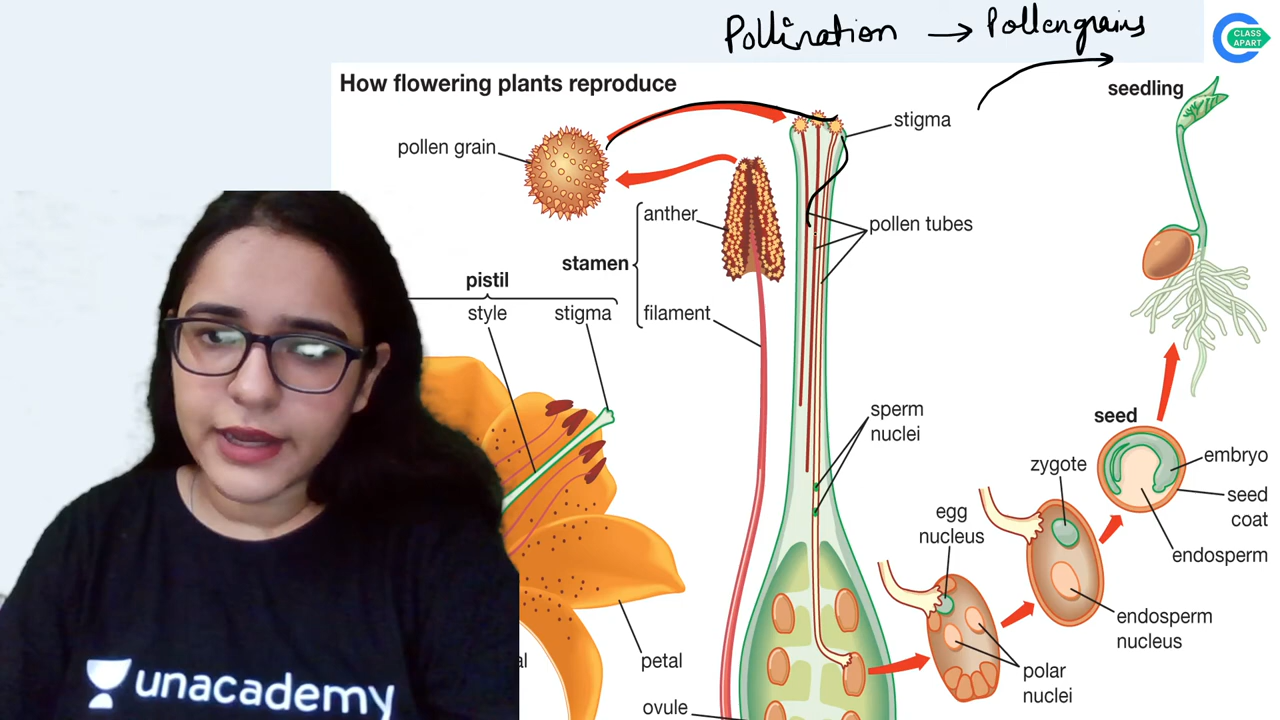 Pollination → Pollengrains
CLASS
APART
How flowering plants reproduce
seedling
stigma
pollen grain
anther
pollen tubes
stamen
pistil
style
stigma
filament
sperm
nuclei
seed
zygote
embryo
seed
coat
egg
nucleus
endosperm
endosperm
nucleus
petal
polar
nuclei
ovule
unacademy